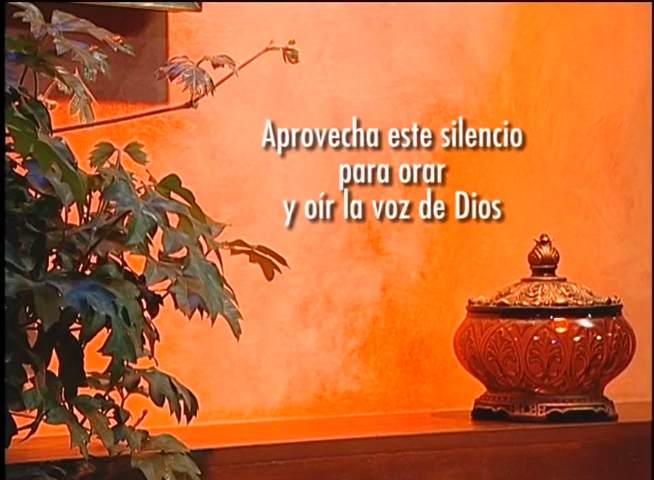 Aprovecha este silencio
para orar
y oír la voz de Dios